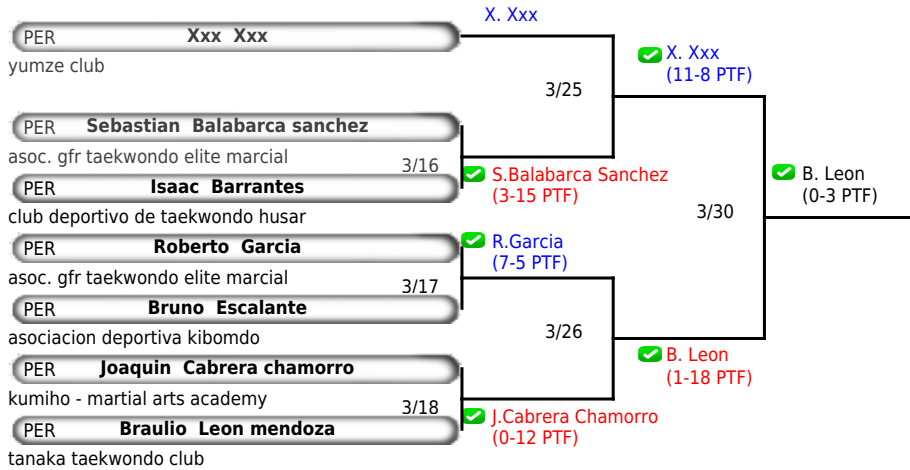 X. Xxx
PER Xxx Xxx
yumze club
X. Xxx
(11-8 PTF)
3/25
PER Sebastian Balabarca sanchez
asoc. gfr taekwondo elite marcial
3/16
S.Balabarca Sanchez
(3-15 PTF)
PER Isaac Barrantes
club deportivo de taekwondo husar
B. Leon
(0-3 PTF)
3/30
PER Roberto Garcia
asoc. gfr taekwondo elite marcial
R.Garcia
(7-5 PTF)
3/17
PER Bruno Escalante
asociacion deportiva kibomdo
3/26
PER Joaquin Cabrera chamorro
kumiho - martial arts academy
B. Leon
(1-18 PTF)
3/18
J.Cabrera Chamorro
(0-12 PTF)
PER Braulio Leon mendoza
tanaka taekwondo club